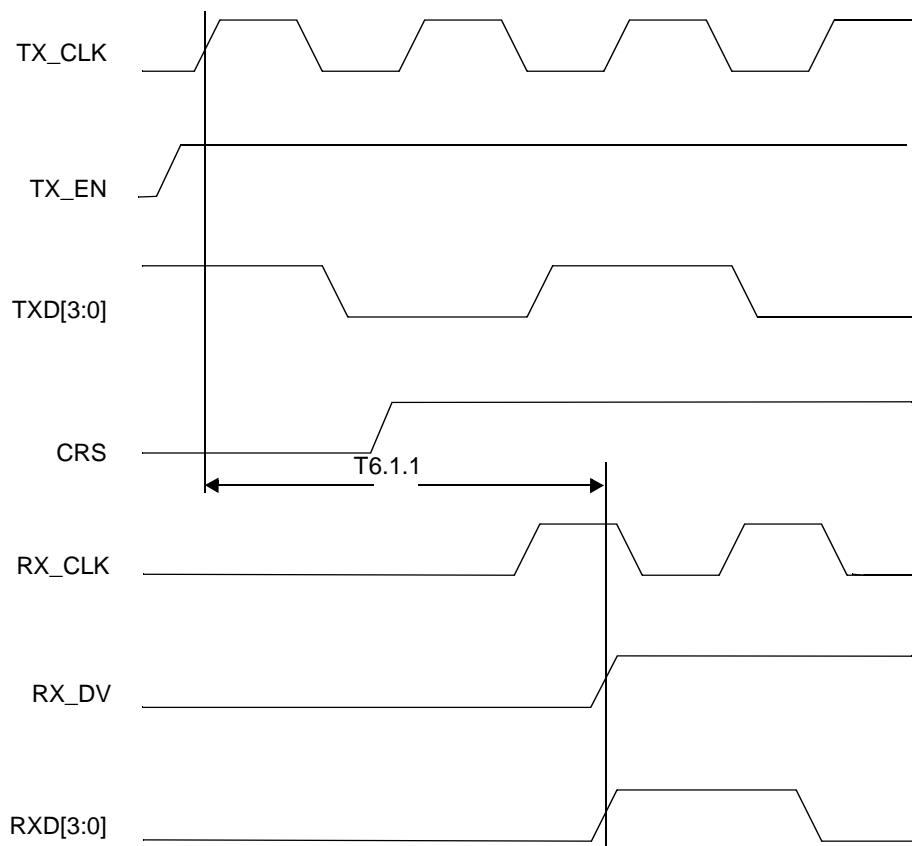 TX_CLK
TX_EN
TXD[3:0]
CRS
T6.1.1
RX_CLK
RX_DV
RXD[3:0]